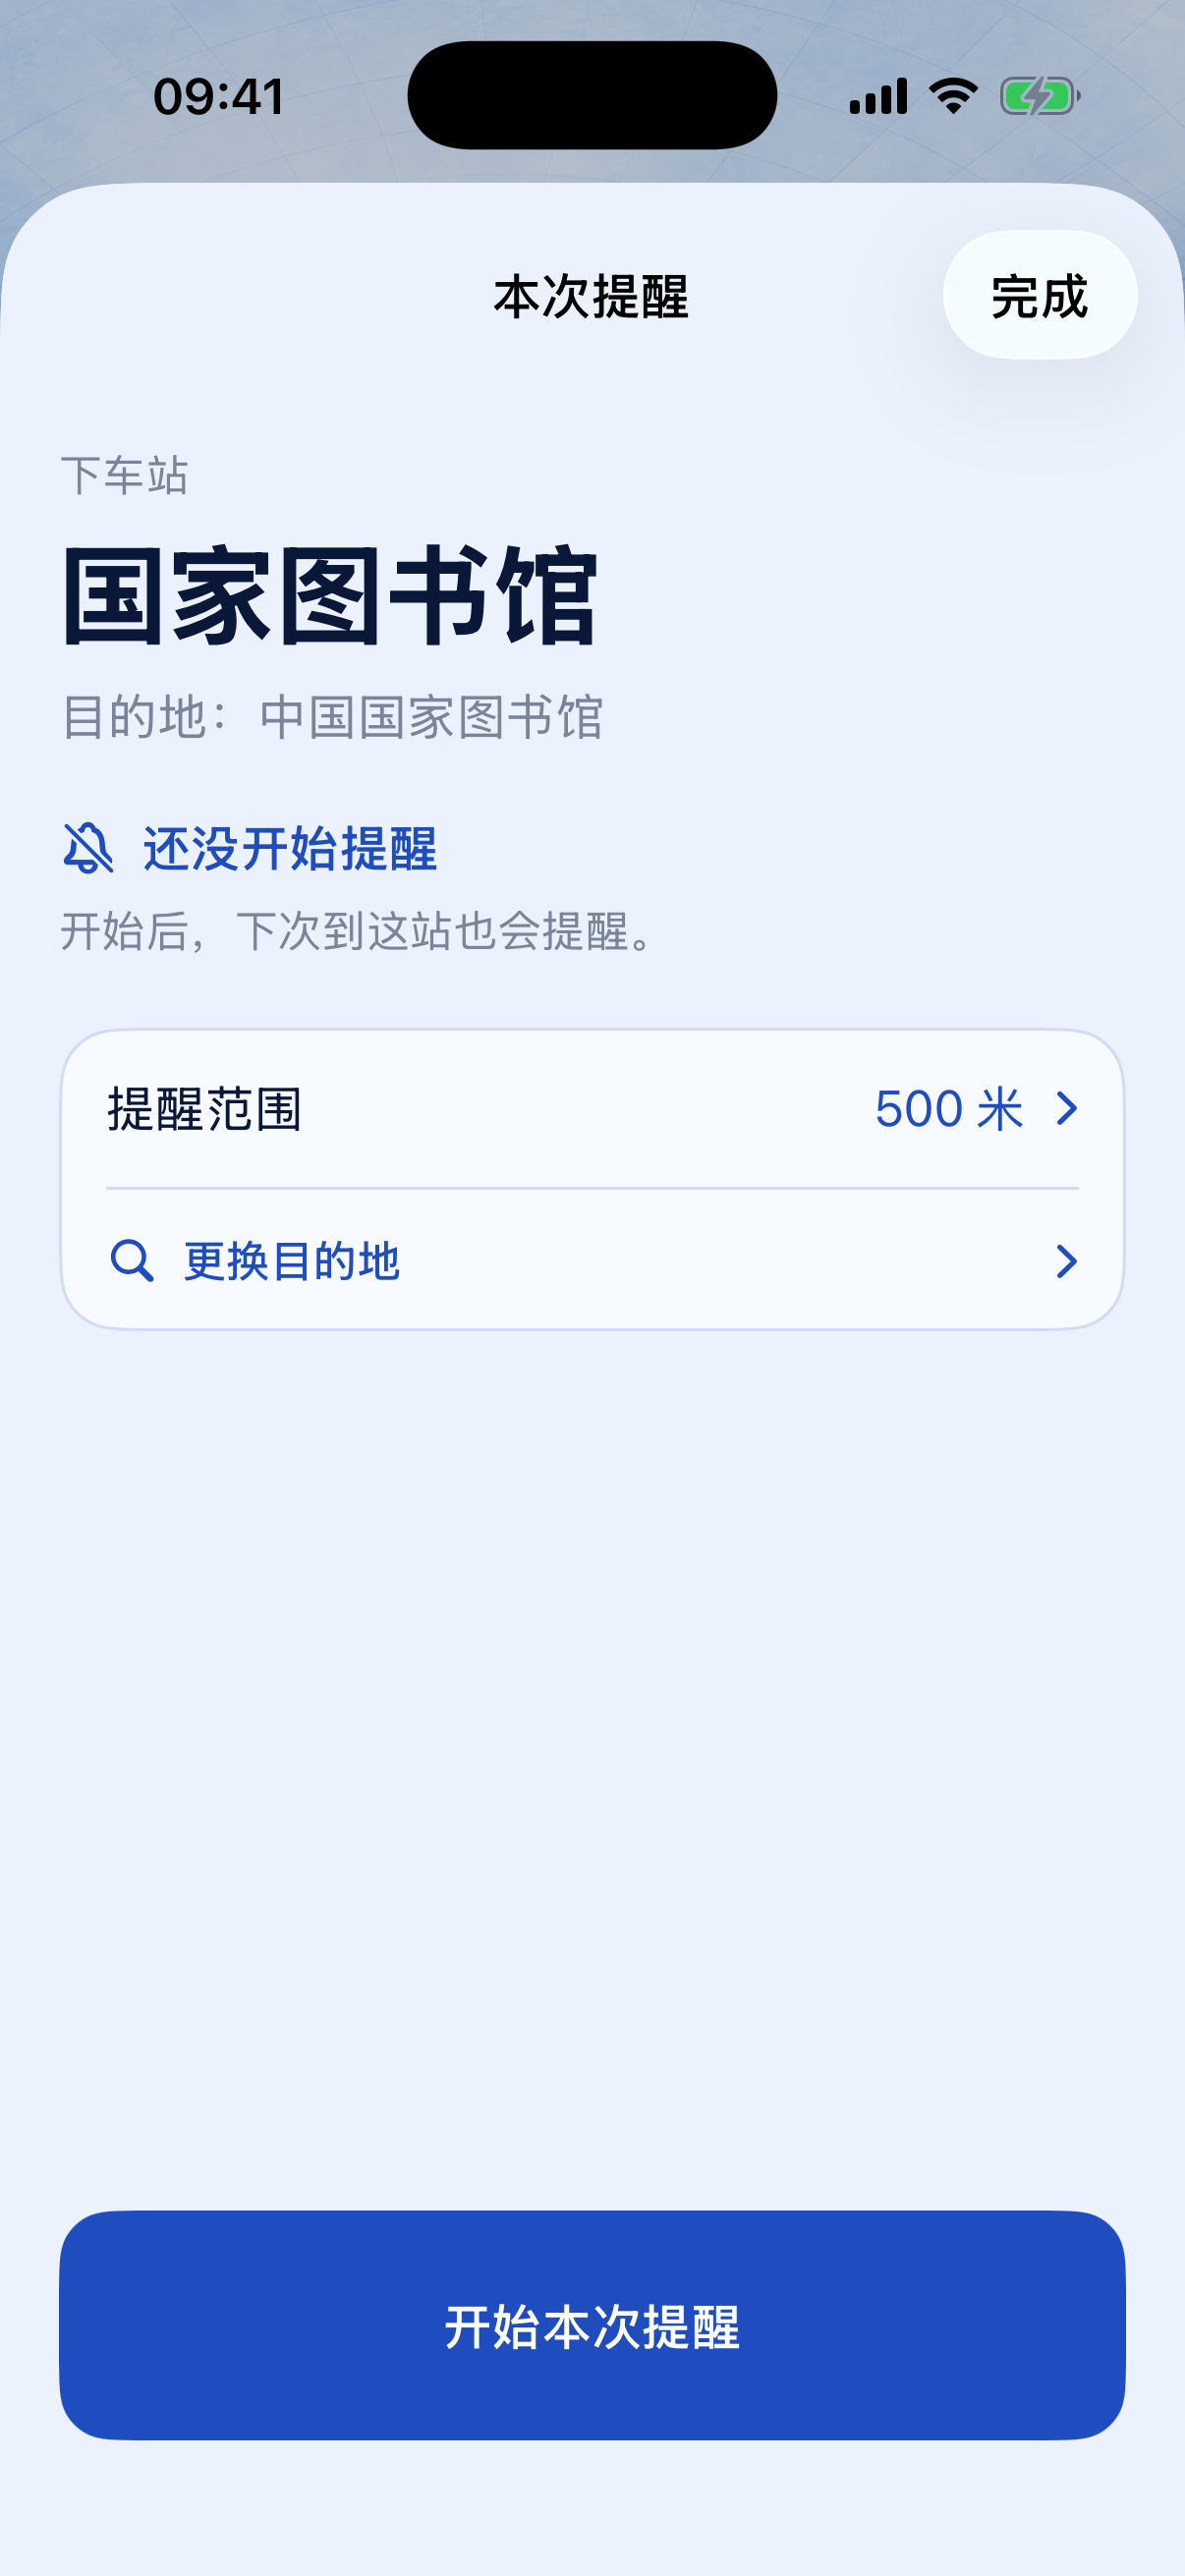 09:41
本次提醒
完成
下车站
国家图书馆
目的地：中国国家图书馆
还没开始提醒
开始后，下次到这站也会提醒。
提醒范围 500 米
更换目的地
开始本次提醒